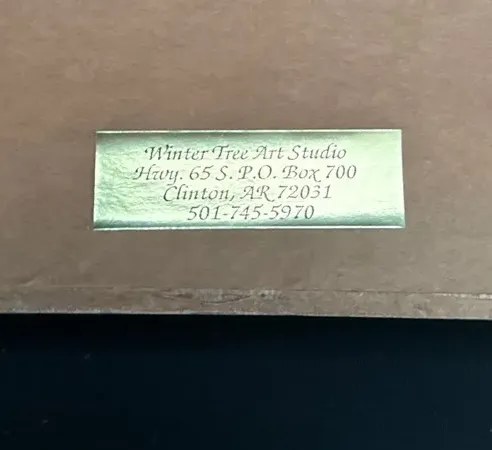 Winter Tree Art Studio
Hwy. 65 S. P.O. Box 700
Clinton, AR 72031
501-745-5970